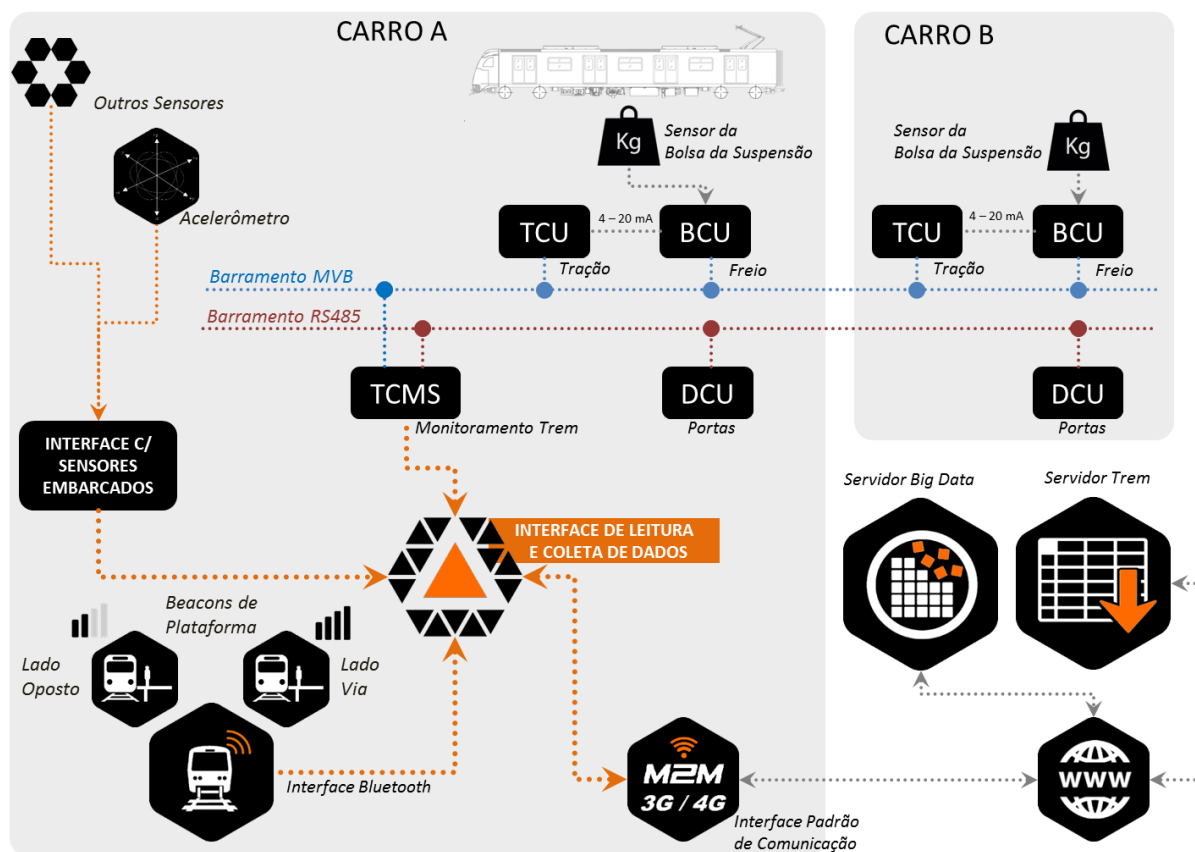 CARRO A
CARRO B
Outros Sensores
Kg
Sensor da
Bolsa da Suspensão
Sensor da
Bolsa da Suspensão
Kg
Acelerômetro
TCU
4 – 20 mA
BCU
TCU
4 – 20 mA
BCU
Tração
Freio
Tração
Freio
Barramento MVB
Barramento RS485
TCMS
DCU
DCU
Monitoramento Trem
Portas
Portas
INTERFACE C/
SENSORES
EMBARCADOS
Servidor Big Data
Servidor Trem
INTERFACE DE LEITURA
E COLETA DE DADOS
Beacons de
Plataforma
Lado
Oposto
Lado
Via
M2M
3G / 4G
WWW
Interface Bluetooth
Interface Padrão
de Comunicação